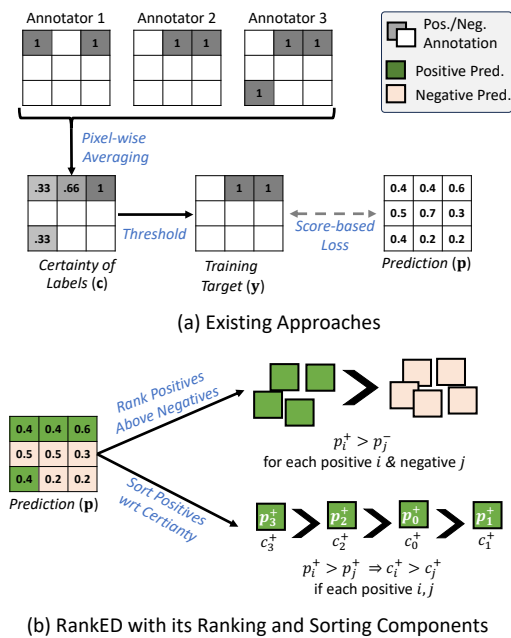 Annotator 1
Annotator 2
Annotator 3
1 1
1 1
1 1
1
Pos./Neg.
Annotation
Positive Pred.
Negative Pred.
Pixel-wise
Averaging
.33 .66 1
.33
1 1
0.4 0.4 0.6
0.5 0.7 0.3
0.4 0.2 0.2
Threshold
Score-based
Loss
Certainty of
Labels (c)
Training
Target (y)
Prediction (p)
(a) Existing Approaches
Rank Positives
Above Negatives
0.4 0.4 0.6
0.5 0.5 0.3
0.4 0.2 0.2
Prediction (p)
p_i^+ > p_j^-
for each positive i & negative j
Sort Positives
wrt Certianty
p_3^+ p_2^+ p_0^+ p_1^+
c_3^+ c_2^+ c_0^+ c_1^+
p_i^+ > p_j^+ ⇒ c_i^+ > c_j^+
if each positive i, j
(b) RankED with its Ranking and Sorting Components